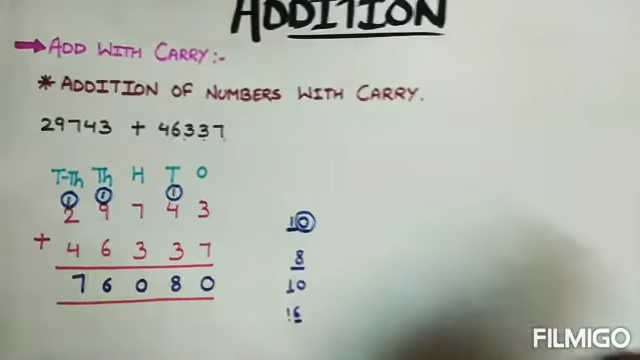 ADDITION
ADD WITH CARRY:-
* ADDITION OF NUMBERS WITH CARRY.
29743 + 46337
T-Th Th H T O
1 1 1
2 9 7 4 3
+ 4 6 3 3 7
7 6 0 8 0
10
8
10
16
FILMIGO